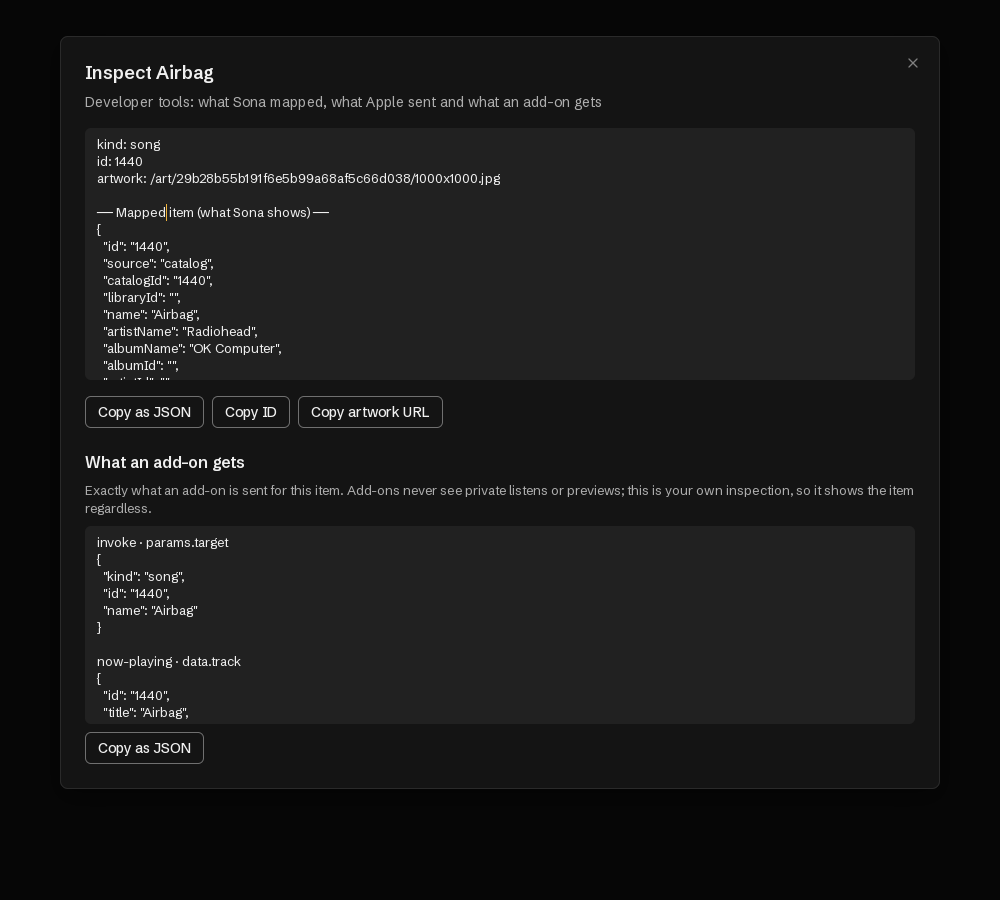 Inspect Airbag
Developer tools: what Sona mapped, what Apple sent and what an add-on gets
kind: song
id: 1440
artwork: /art/29b28b55b191f6e5b99a68af5c66d038/1000x1000.jpg
── Mapped item (what Sona shows) ──
{
"id": "1440",
"source": "catalog",
"catalogId": "1440",
"libraryId": "",
"name": "Airbag",
"artistName": "Radiohead",
"albumName": "OK Computer",
"albumId": "",
Copy as JSON
Copy ID
Copy artwork URL
What an add-on gets
Exactly what an add-on is sent for this item. Add-ons never see private listens or previews; this is your own inspection, so it shows the item
regardless.
invoke · params.target
{
"kind": "song",
"id": "1440",
"name": "Airbag"
}
now-playing · data.track
{
"id": "1440",
"title": "Airbag",
Copy as JSON